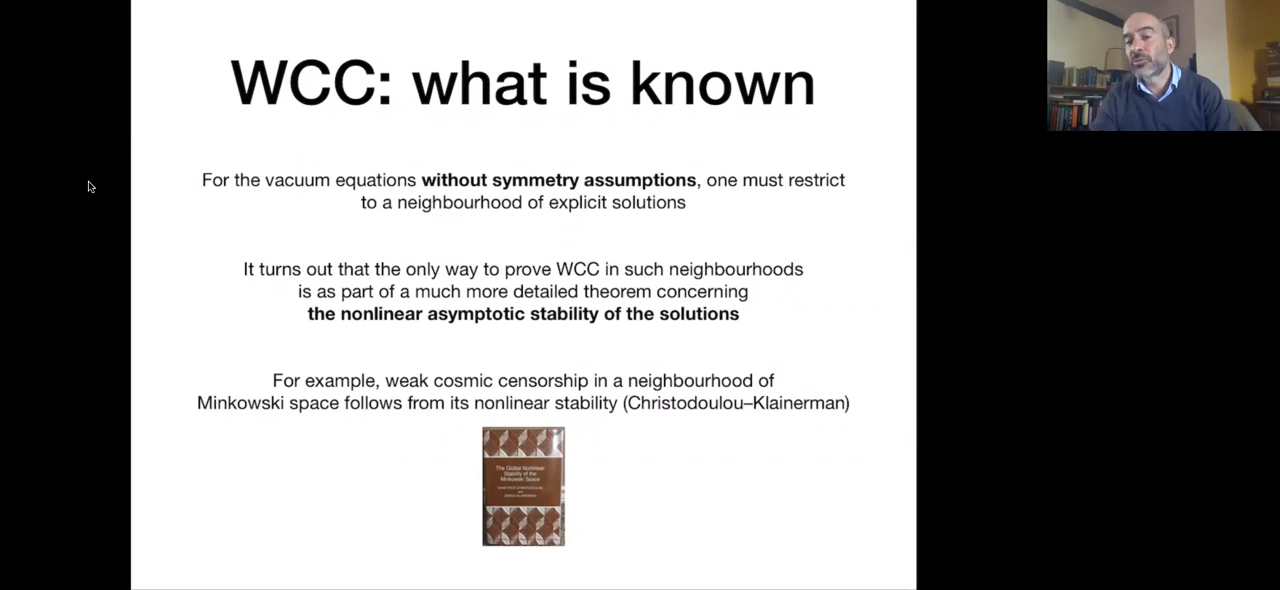 WCC: what is known
For the vacuum equations without symmetry assumptions, one must restrict
to a neighbourhood of explicit solutions
It turns out that the only way to prove WCC in such neighbourhoods
is as part of a much more detailed theorem concerning
the nonlinear asymptotic stability of the solutions
For example, weak cosmic censorship in a neighbourhood of
Minkowski space follows from its nonlinear stability (Christodoulou–Klainerman)
The Global Nonlinear
Stability of the
Minkowski Space